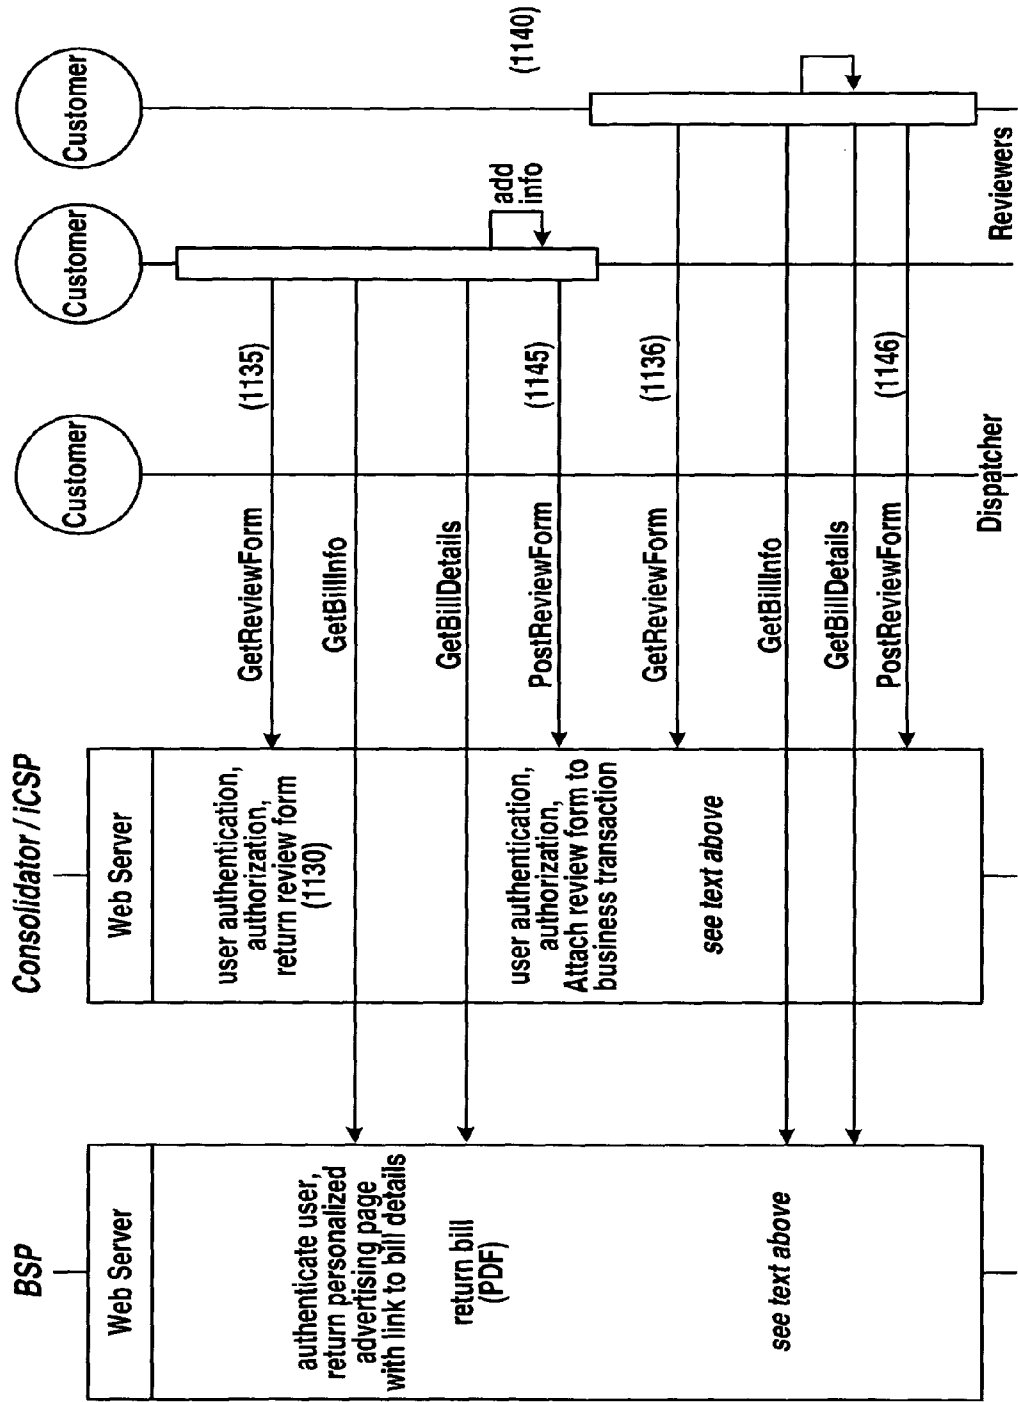 BSP
Consolidator / iCSP
Customer
Customer
Customer
Web Server
Web Server
GetReviewForm
(1135)
user authentication,
authorization,
return review form
(1130)
GetBillInfo
authenticate user,
return personalized
advertising page
with link to bill details
GetBillDetails
return bill
(PDF)
add
info
PostReviewForm
(1145)
user authentication,
authorization,
Attach review form to
business transaction
(1140)
GetReviewForm
(1136)
see text above
GetBillInfo
see text above
GetBillDetails
PostReviewForm
(1146)
Dispatcher
Reviewers